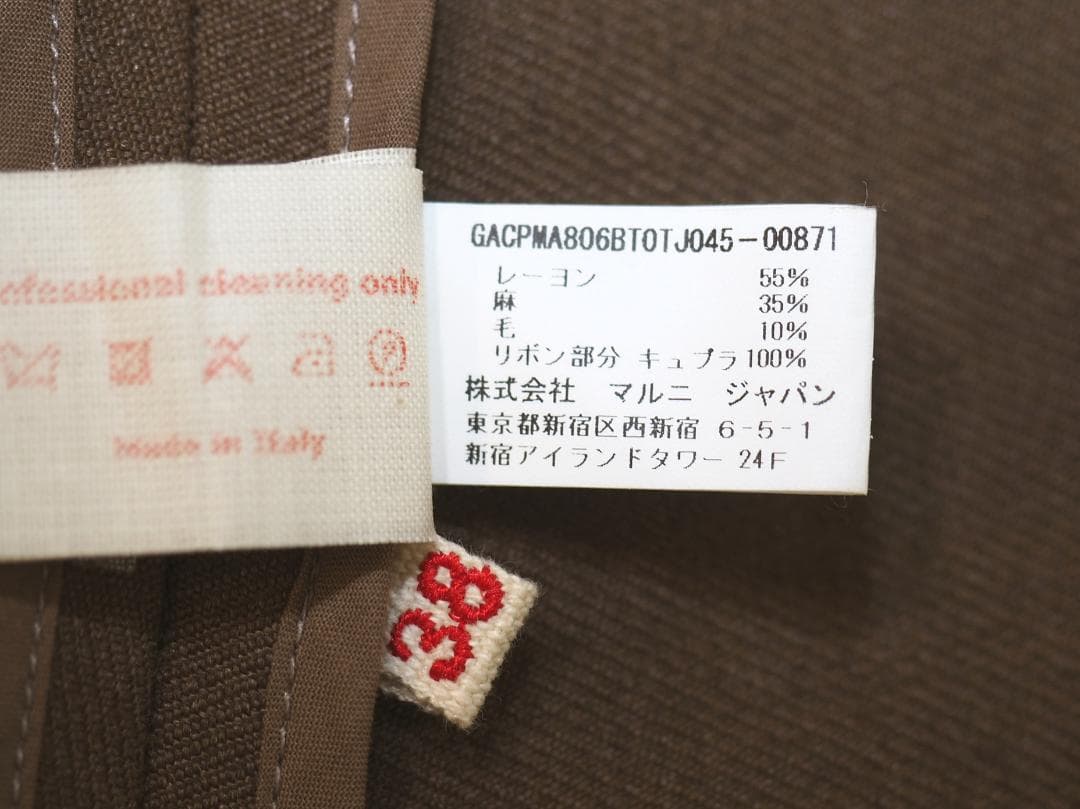 professional cleaning only
Made in Italy
GACPMA806BT0TJ045-00871
レーヨン 55%
麻 35%
毛 10%
リボン部分 キュプラ100%
株式会社 マルニ ジャパン
東京都新宿区西新宿 6-5-1
新宿アイランドタワー 24F
38